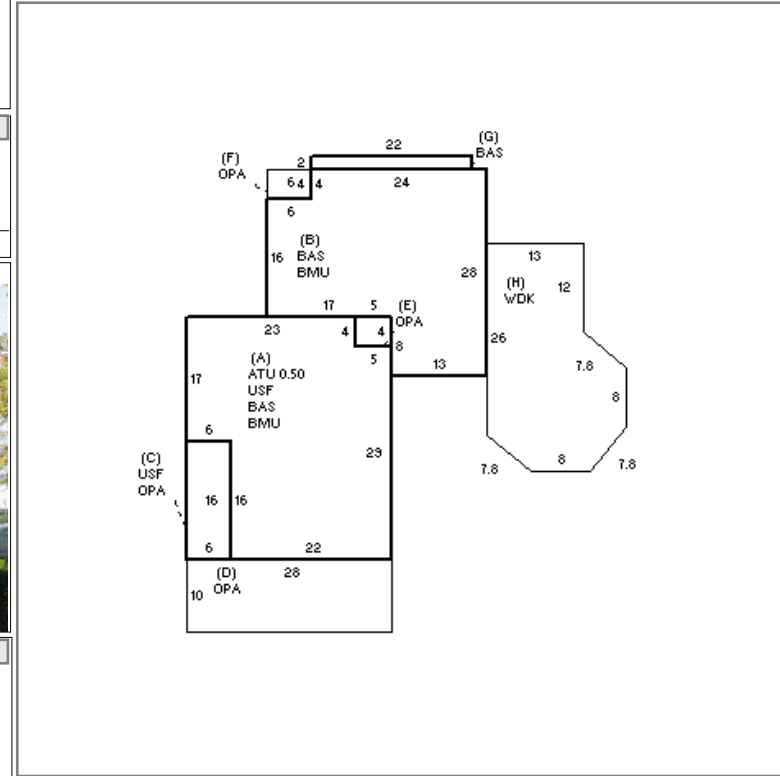 22
(G)
BAS
2
(F)
OPA
6 4 4
24
6
(B)
BAS
BMU
16
28
13
(H)
WDK
12
17
5
(E)
OPA
23
4
4
8
5
26
13
7.8
8
(A)
ATU 0.50
USF
BAS
BMU
17
6
29
(C)
USF
OPA
16
16
7.8
8
7.8
6
22
(D)
OPA
28
10